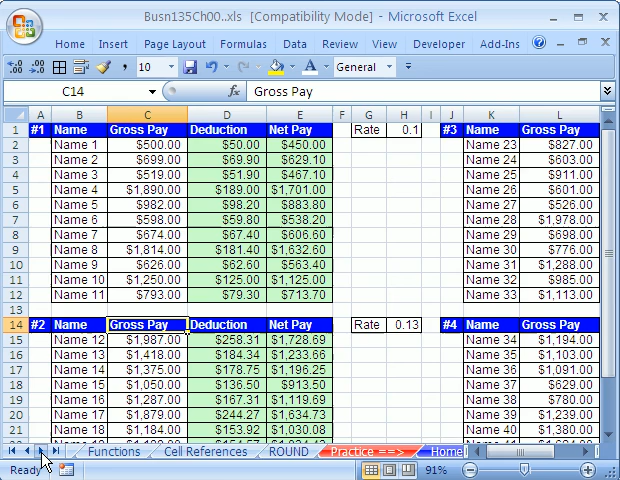 Busn135Ch00..xls [Compatibility Mode] - Microsoft Excel
Home Insert Page Layout Formulas Data Review View Developer Add-Ins
10 General
C14 fx Gross Pay
A B C D E F G H I J K L
1 #1 Name Gross Pay Deduction Net Pay Rate 0.1 #3 Name Gross Pay
2 Name 1 $500.00 $50.00 $450.00 Name 23 $827.00
3 Name 2 $699.00 $69.90 $629.10 Name 24 $603.00
4 Name 3 $519.00 $51.90 $467.10 Name 25 $911.00
5 Name 4 $1,890.00 $189.00 $1,701.00 Name 26 $601.00
6 Name 5 $982.00 $98.20 $883.80 Name 27 $526.00
7 Name 6 $598.00 $59.80 $538.20 Name 28 $1,978.00
8 Name 7 $674.00 $67.40 $606.60 Name 29 $698.00
9 Name 8 $1,814.00 $181.40 $1,632.60 Name 30 $776.00
10 Name 9 $626.00 $62.60 $563.40 Name 31 $1,288.00
11 Name 10 $1,250.00 $125.00 $1,125.00 Name 32 $985.00
12 Name 11 $793.00 $79.30 $713.70 Name 33 $1,113.00
13
14 #2 Name Gross Pay Deduction Net Pay Rate 0.13 #4 Name Gross Pay
15 Name 12 $1,987.00 $258.31 $1,728.69 Name 34 $1,194.00
16 Name 13 $1,418.00 $184.34 $1,233.66 Name 35 $1,103.00
17 Name 14 $1,375.00 $178.75 $1,196.25 Name 36 $1,091.00
18 Name 15 $1,050.00 $136.50 $913.50 Name 37 $629.00
19 Name 16 $1,287.00 $167.31 $1,119.69 Name 38 $780.00
20 Name 17 $1,879.00 $244.27 $1,634.73 Name 39 $1,239.00
21 Name 18 $1,184.00 $153.92 $1,030.08 Name 40 $1,380.00
Functions Cell References ROUND Practice ==> Home
Ready 91%